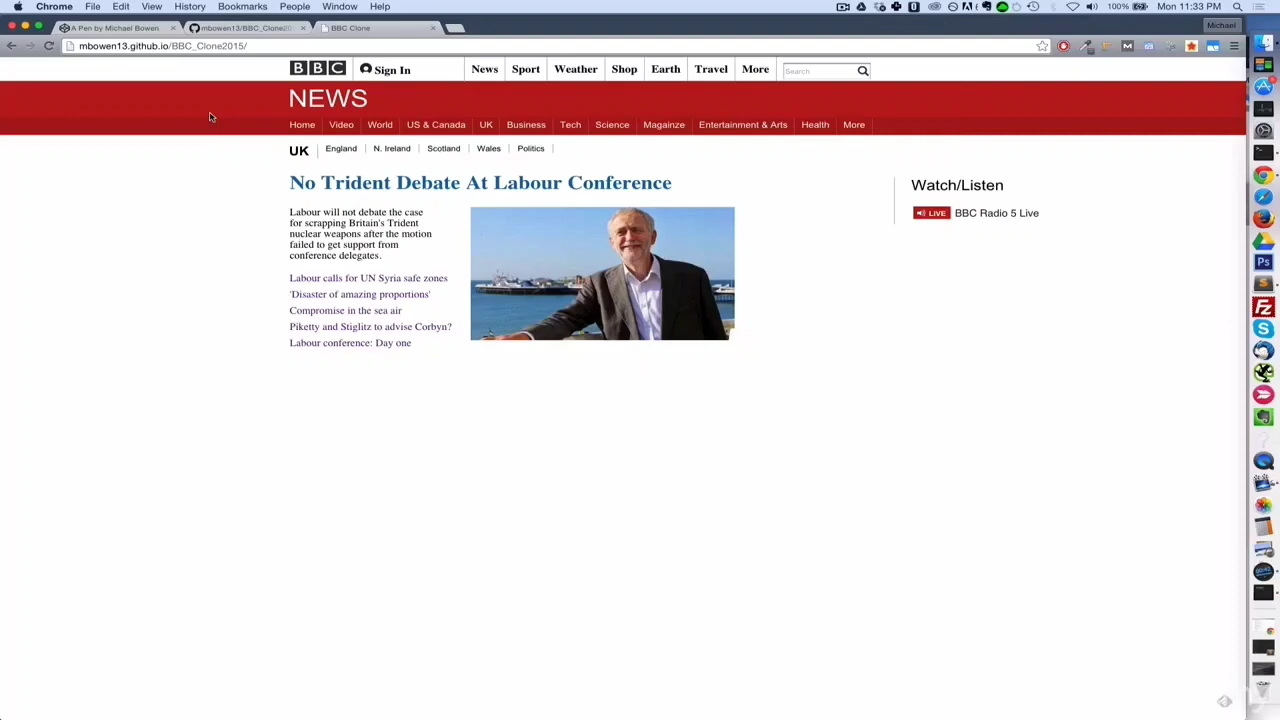 Chrome File Edit View History Bookmarks People Window Help 100% Mon 11:33 PM
A Pen by Michael Bowen mbowen13/BBC_Clone20 BBC Clone Michael
mbowen13.github.io/BBC_Clone2015/
BBC Sign In News Sport Weather Shop Earth Travel More Search
NEWS
Home Video World US & Canada UK Business Tech Science Magainze Entertainment & Arts Health More
UK England N. Ireland Scotland Wales Politics
No Trident Debate At Labour Conference
Labour will not debate the case
for scrapping Britain's Trident
nuclear weapons after the motion
failed to get support from
conference delegates.
Labour calls for UN Syria safe zones
'Disaster of amazing proportions'
Compromise in the sea air
Piketty and Stiglitz to advise Corbyn?
Labour conference: Day one
Watch/Listen
LIVE BBC Radio 5 Live
Ps